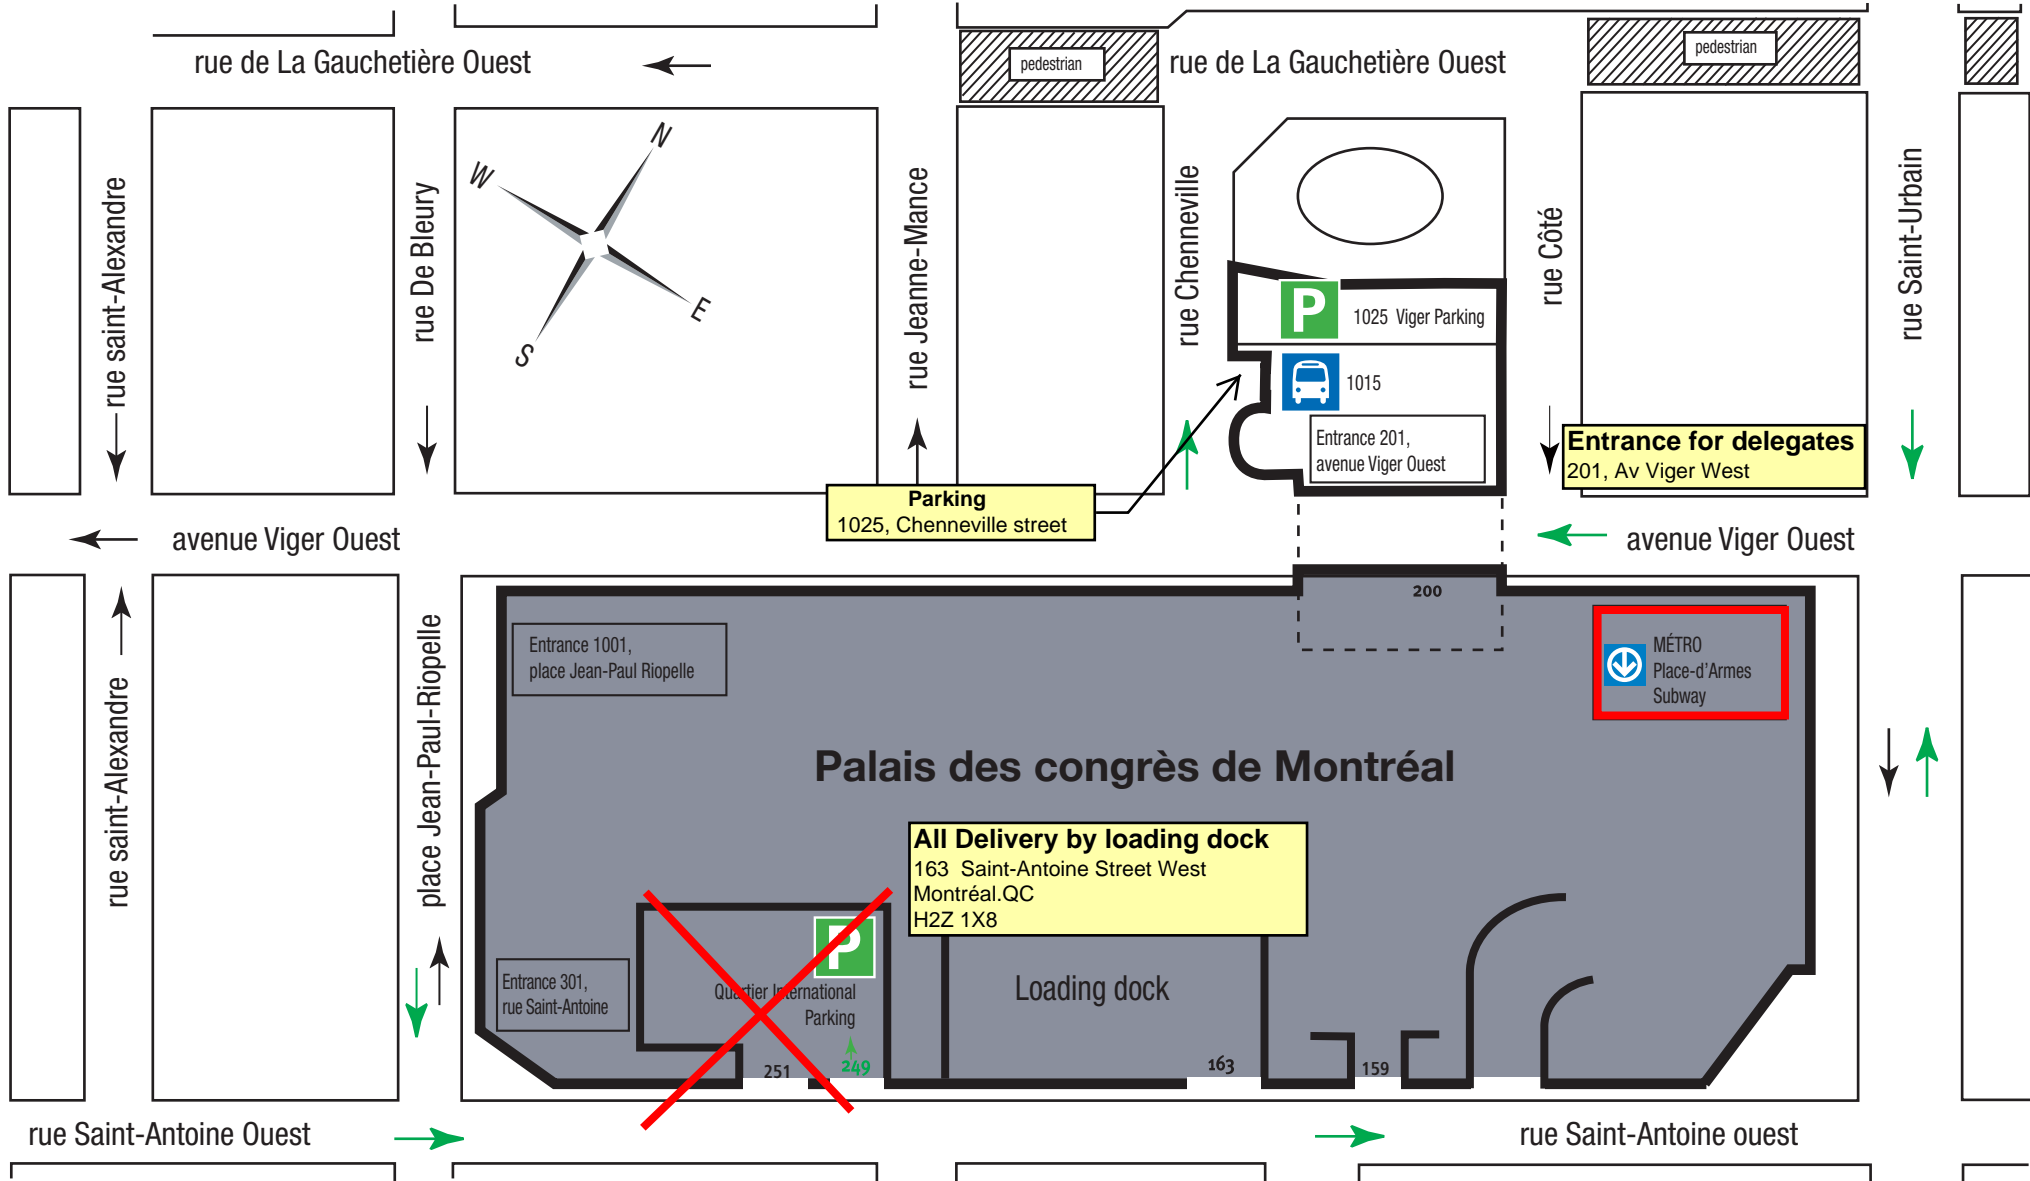 rue de La Gauchetière Ouest
pedestrian
rue de La Gauchetière Ouest
pedestrian
N
W
E
S
rue saint-Alexandre
rue De Bleury
rue Jeanne-Mance
rue Chenneville
rue Côté
rue Saint-Urbain
P
1025 Viger Parking
1015
Entrance 201,
avenue Viger Ouest
Entrance for delegates
201, Av Viger West
Parking
1025, Chenneville street
avenue Viger Ouest
avenue Viger Ouest
200
Entrance 1001,
place Jean-Paul Riopelle
MÉTRO
Place-d'Armes
Subway
rue saint-Alexandre
place Jean-Paul-Riopelle
Palais des congrès de Montréal
All Delivery by loading dock
163 Saint-Antoine Street West
Montréal.QC
H2Z 1X8
P
Quartier International
Parking
Entrance 301,
rue Saint-Antoine
Loading dock
251
249
163
159
rue Saint-Antoine Ouest
rue Saint-Antoine ouest